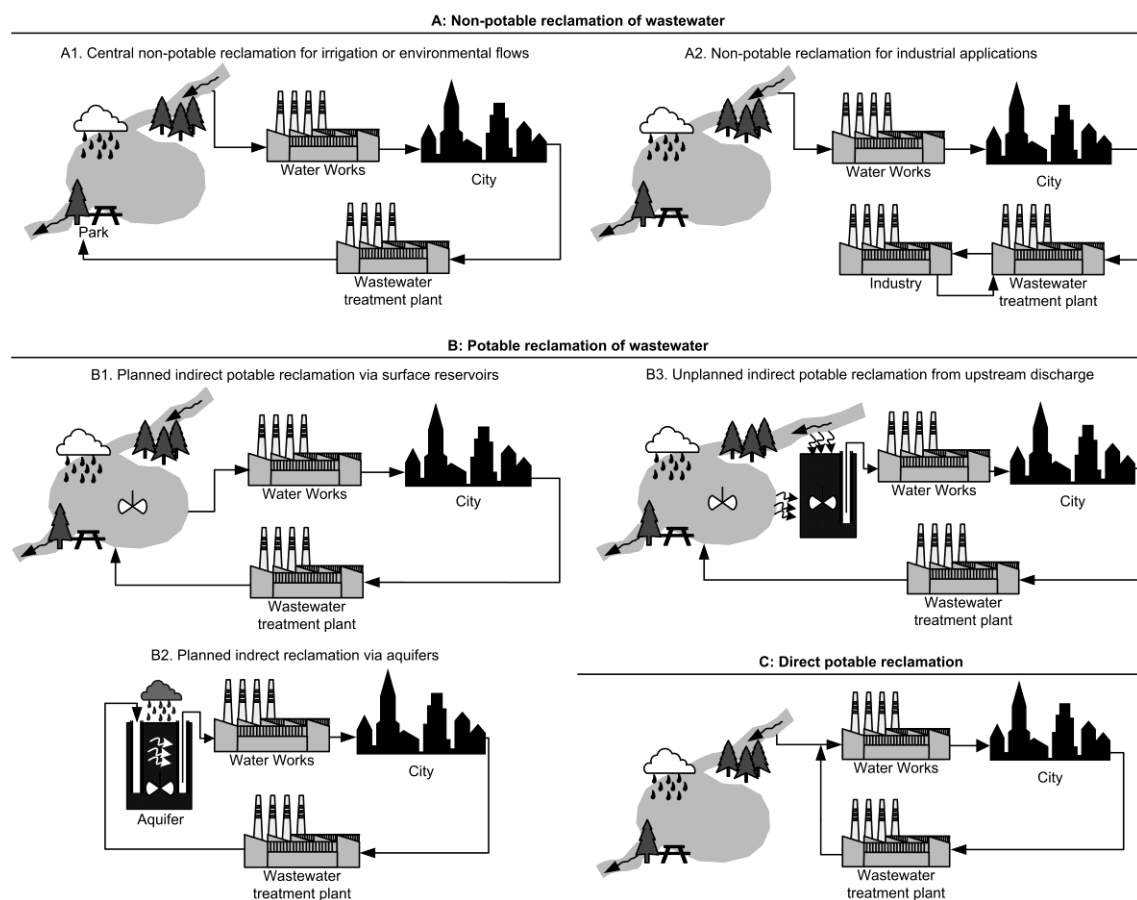 A: Non-potable reclamation of wastewater
A1. Central non-potable reclamation for irrigation or environmental flows
Water Works
City
Park
Wastewater
treatment plant
A2. Non-potable reclamation for industrial applications
Water Works
City
Industry
Wastewater
treatment plant
B: Potable reclamation of wastewater
B1. Planned indirect potable reclamation via surface reservoirs
Water Works
City
Wastewater
treatment plant
B3. Unplanned indirect potable reclamation from upstream discharge
Water Works
City
Wastewater
treatment plant
B2. Planned indrect reclamation via aquifers
Water Works
City
Aquifer
Wastewater
treatment plant
C: Direct potable reclamation
Water Works
City
Wastewater
treatment plant